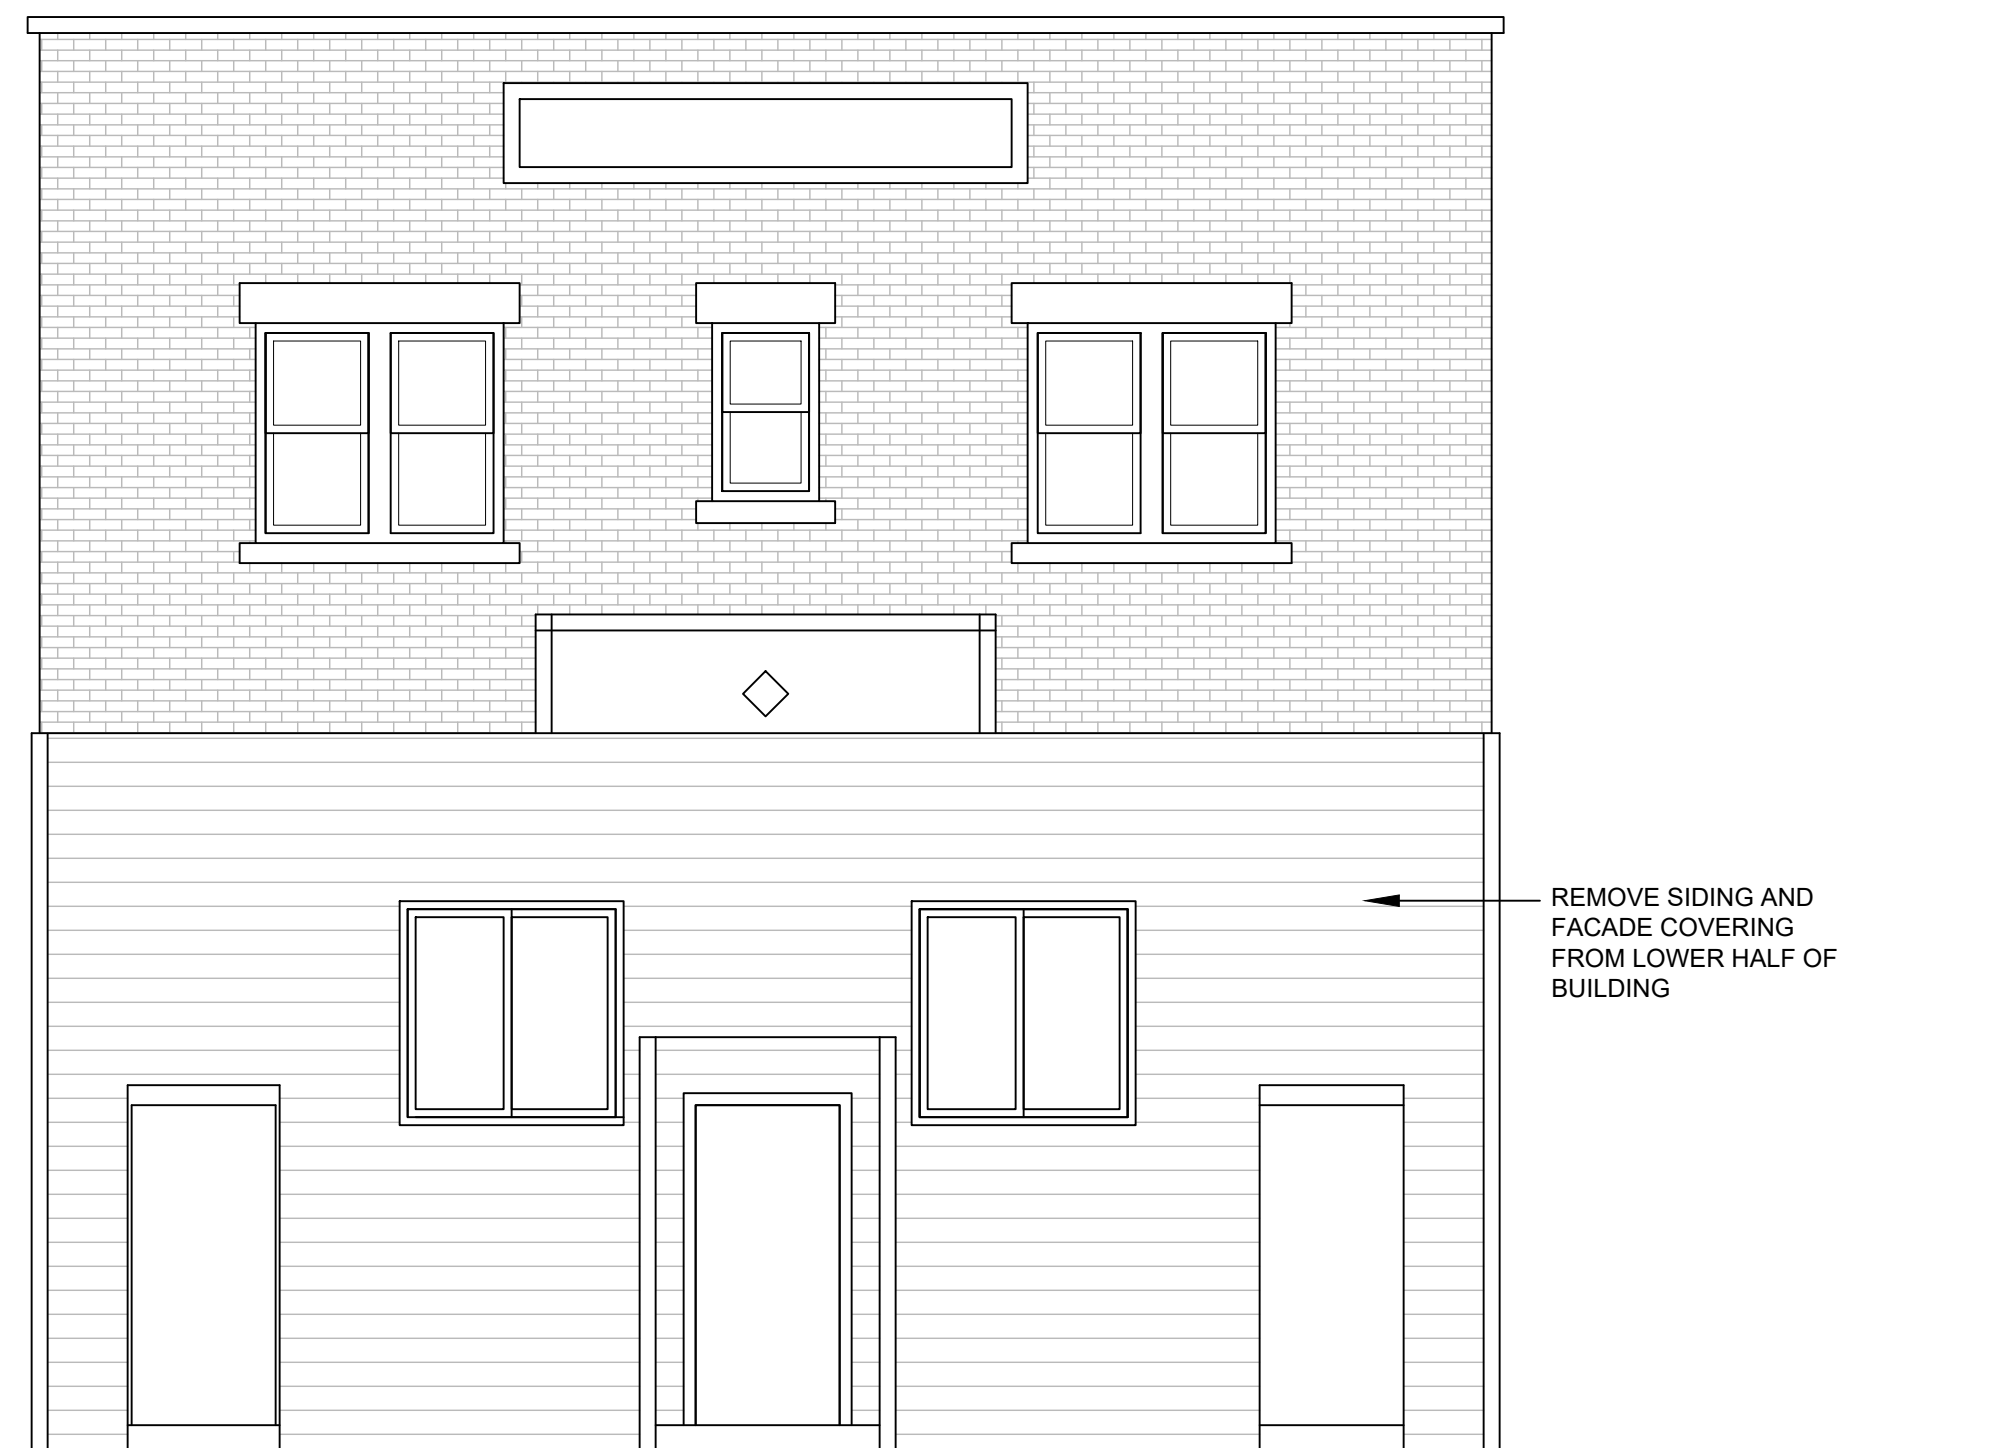 REMOVE SIDING AND
FACADE COVERING
FROM LOWER HALF OF
BUILDING